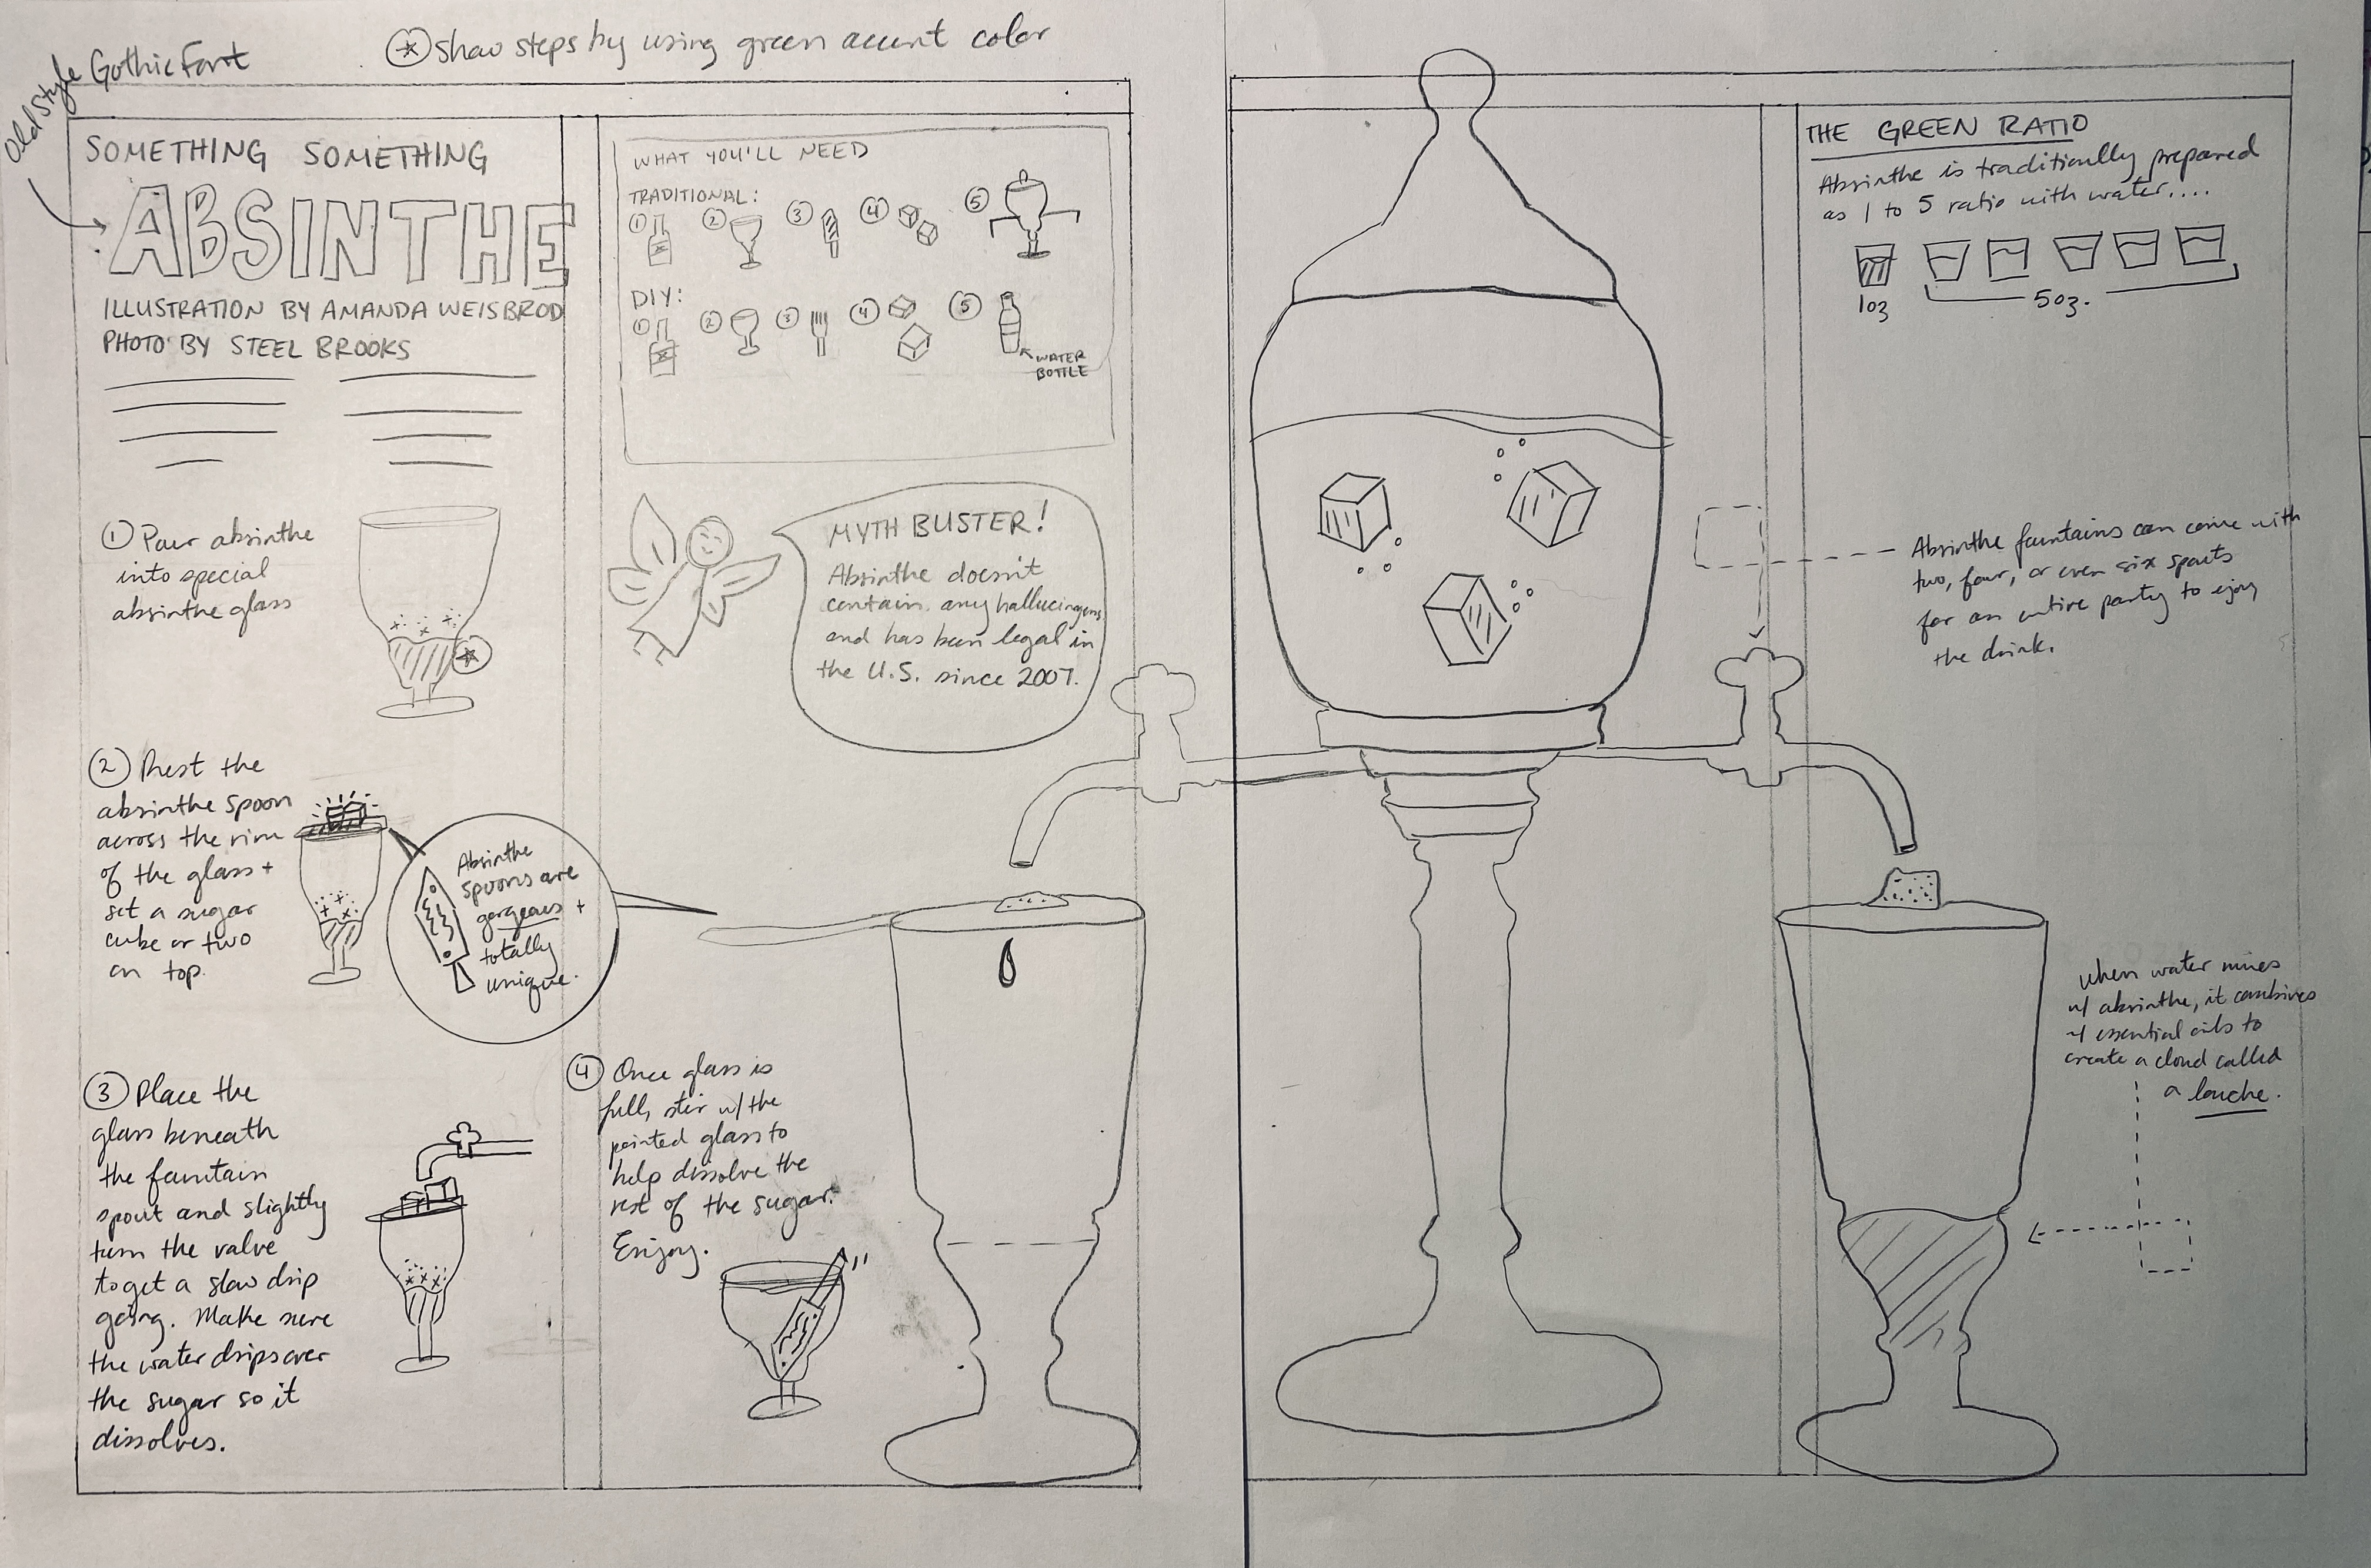 Old Style Gothic Font
✱ Show steps by using green accent color
SOMETHING SOMETHING
ABSINTHE
ILLUSTRATION BY AMANDA WEISBROD
PHOTO BY STEEL BROOKS
① Pour absinthe
into special
absinthe glass
② Rest the
absinthe spoon
across the rim
of the glass +
set a sugar
cube or two
on top.
Absinthe
spoons are
gorgeous +
totally
unique.
③ Place the
glass beneath
the fountain
spout and slightly
turn the valve
to get a slow drip
going. Make sure
the water drips over
the sugar so it
dissolves.
WHAT YOU'LL NEED
TRADITIONAL:
① ② ③ ④ ⑤
DIY:
① ② ③ ④ ⑤
WATER
BOTTLE
MYTH BUSTER!
Absinthe doesn't
contain any hallucinogens
and has been legal in
the U.S. since 2007.
④ Once glass is
full, stir w/ the
pointed glass to
help dissolve the
rest of the sugar.
Enjoy.
THE GREEN RATIO
Absinthe is traditionally prepared
as 1 to 5 ratio with water....
1oz
5oz.
Absinthe fountains can come with
two, four, or even six spouts
for an entire party to ejoy
the drink.
When water mixes
w/ absinthe, it combines
w/ essential oils to
create a cloud called
a louche.